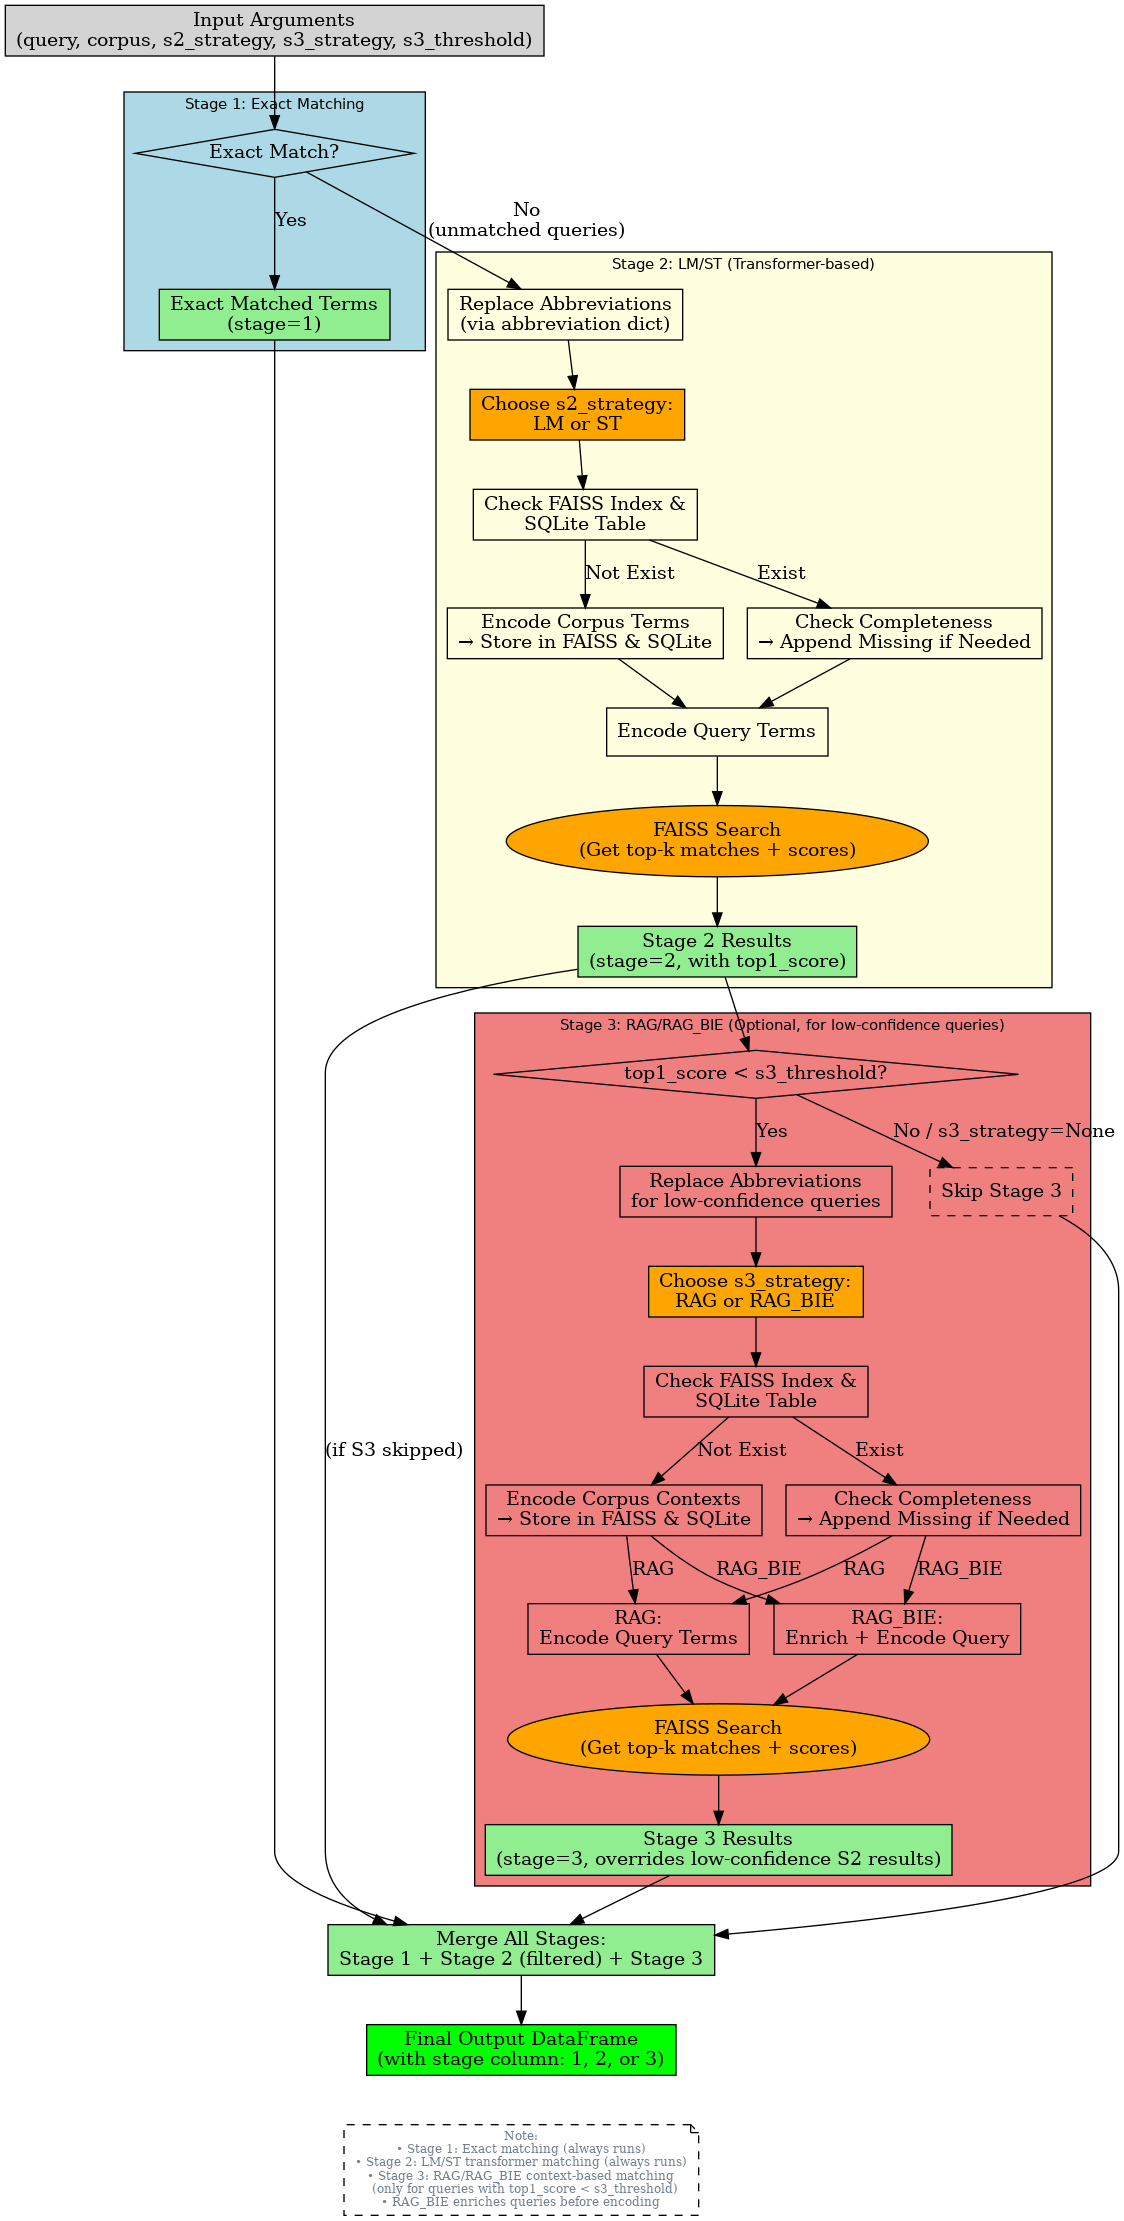 Input Arguments
(query, corpus, s2_strategy, s3_strategy, s3_threshold)
Stage 1: Exact Matching
Exact Match?
Yes
No
(unmatched queries)
Exact Matched Terms
(stage=1)
Stage 2: LM/ST (Transformer-based)
Replace Abbreviations
(via abbreviation dict)
Choose s2_strategy:
LM or ST
Check FAISS Index &
SQLite Table
Not Exist
Exist
Encode Corpus Terms
→ Store in FAISS & SQLite
Check Completeness
→ Append Missing if Needed
Encode Query Terms
FAISS Search
(Get top-k matches + scores)
Stage 2 Results
(stage=2, with top1_score)
Stage 3: RAG/RAG_BIE (Optional, for low-confidence queries)
top1_score < s3_threshold?
Yes
No / s3_strategy=None
Replace Abbreviations
for low-confidence queries
Skip Stage 3
Choose s3_strategy:
RAG or RAG_BIE
Check FAISS Index &
SQLite Table
(if S3 skipped)
Not Exist
Exist
Encode Corpus Contexts
→ Store in FAISS & SQLite
Check Completeness
→ Append Missing if Needed
RAG
RAG_BIE
RAG
RAG_BIE
RAG:
Encode Query Terms
RAG_BIE:
Enrich + Encode Query
FAISS Search
(Get top-k matches + scores)
Stage 3 Results
(stage=3, overrides low-confidence S2 results)
Merge All Stages:
Stage 1 + Stage 2 (filtered) + Stage 3
Final Output DataFrame
(with stage column: 1, 2, or 3)
Note:
• Stage 1: Exact matching (always runs)
• Stage 2: LM/ST transformer matching (always runs)
• Stage 3: RAG/RAG_BIE context-based matching
(only for queries with top1_score < s3_threshold)
• RAG_BIE enriches queries before encoding